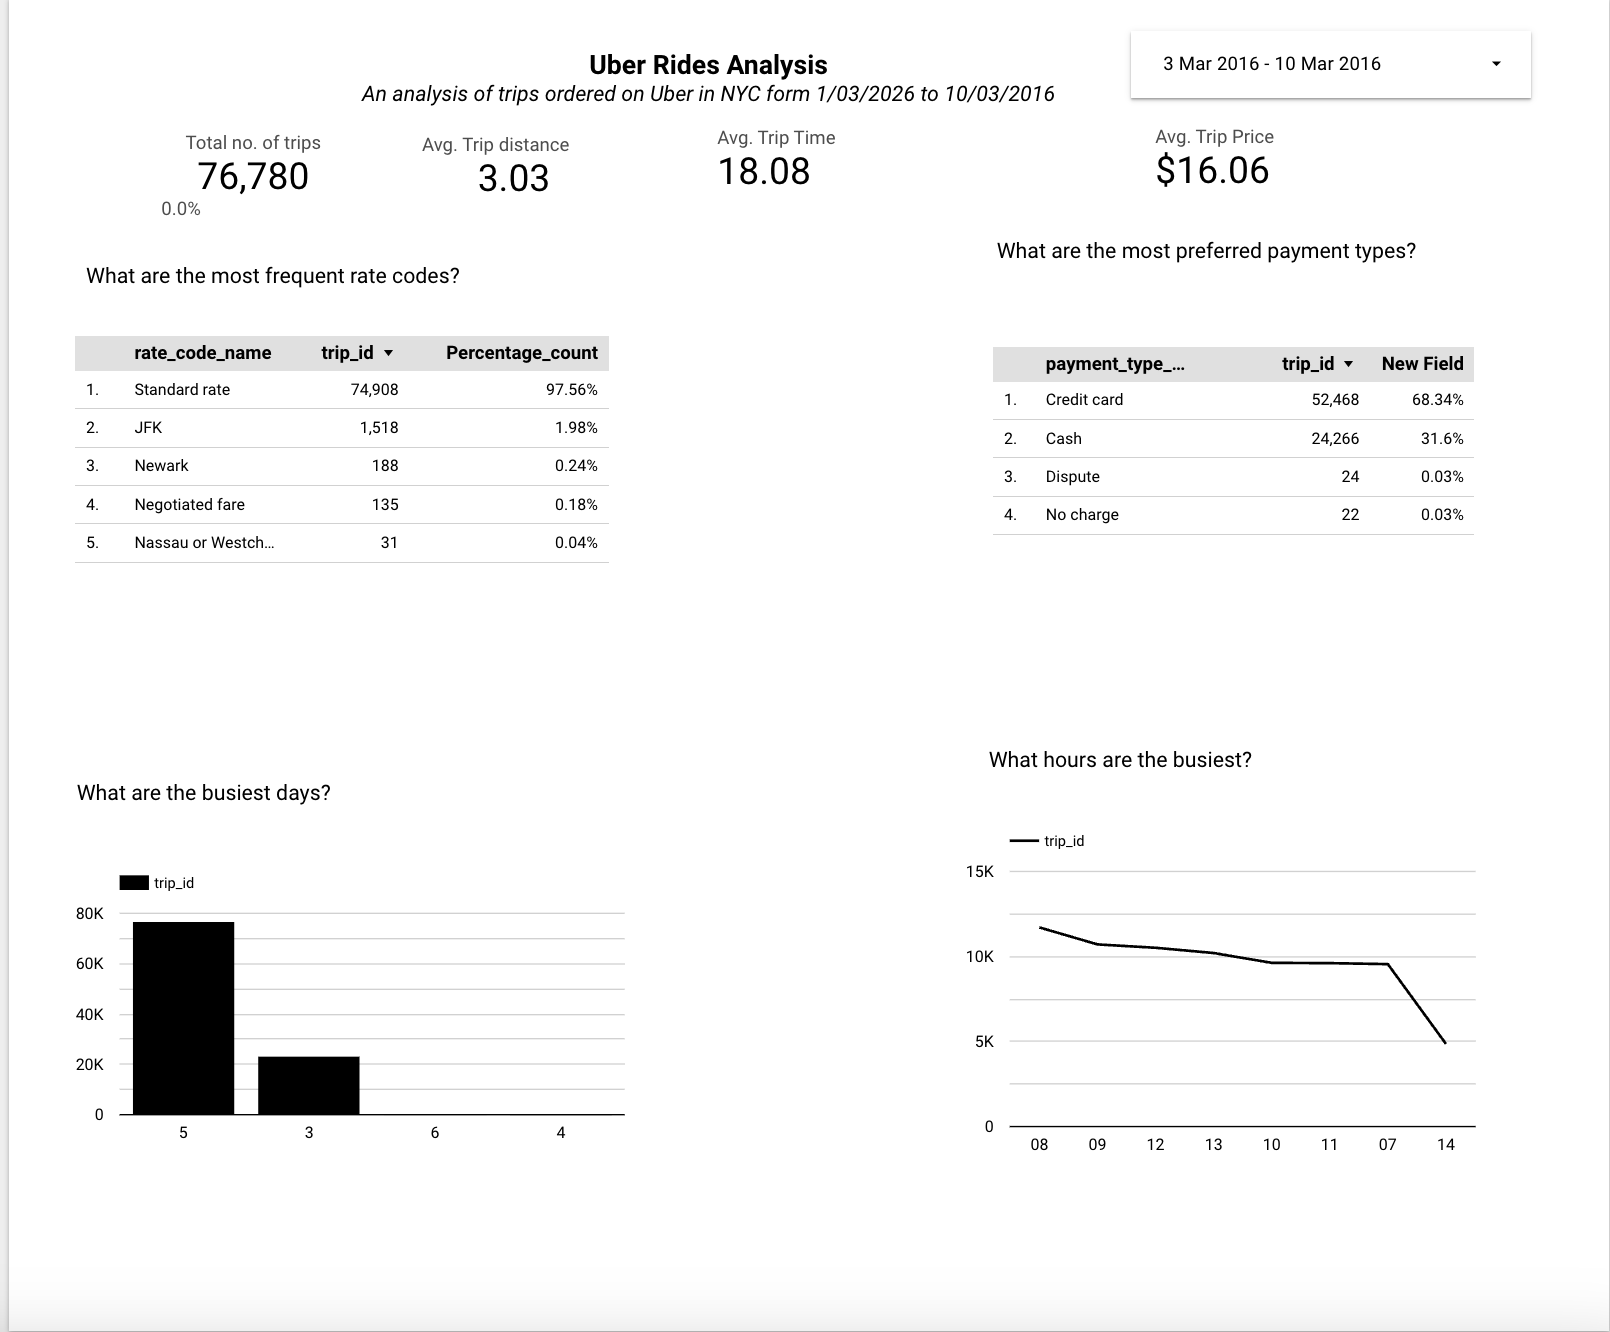 Uber Rides Analysis
An analysis of trips ordered on Uber in NYC form 1/03/2026 to 10/03/2016
3 Mar 2016 - 10 Mar 2016
Total no. of trips
76,780
0.0%
Avg. Trip distance
3.03
Avg. Trip Time
18.08
Avg. Trip Price
$16.06
What are the most frequent rate codes?
rate_code_name trip_id Percentage_count
1. Standard rate 74,908 97.56%
2. JFK 1,518 1.98%
3. Newark 188 0.24%
4. Negotiated fare 135 0.18%
5. Nassau or Westch... 31 0.04%
What are the most preferred payment types?
payment_type_... trip_id New Field
1. Credit card 52,468 68.34%
2. Cash 24,266 31.6%
3. Dispute 24 0.03%
4. No charge 22 0.03%
What are the busiest days?
trip_id
80K
60K
40K
20K
0
5 3 6 4
What hours are the busiest?
trip_id
15K
10K
5K
0
08 09 12 13 10 11 07 14